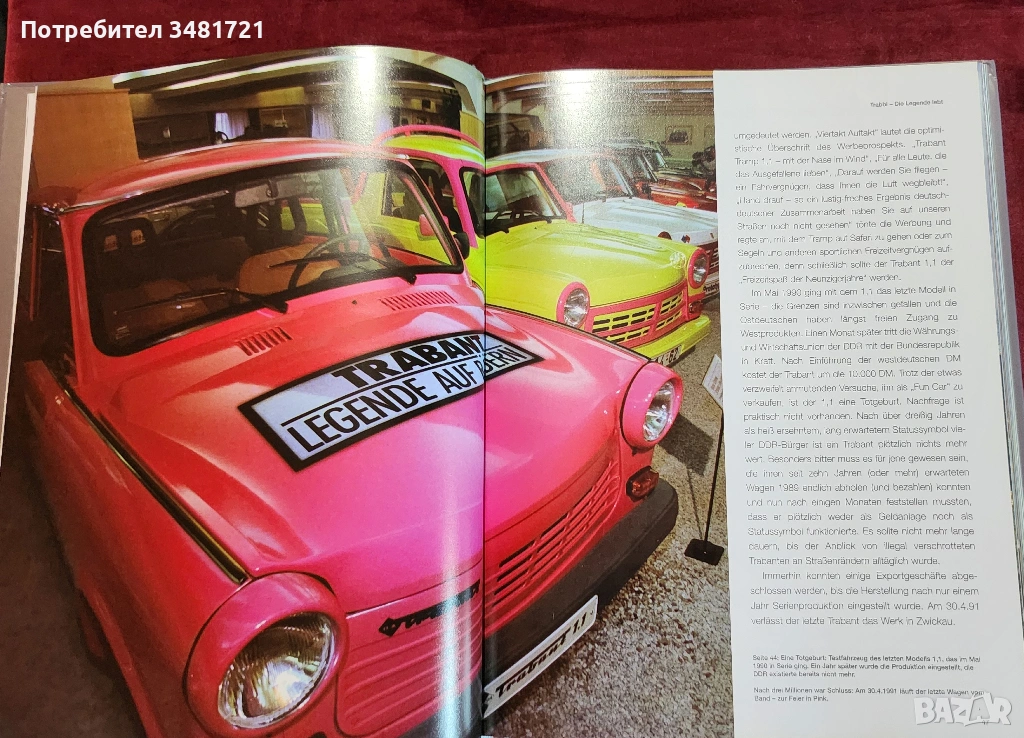 Потребител 3481721
Trabbi – Die Legende lebt
TRABANT
LEGENDE AUF
Trabant 1.1
umgedeutet werden. „Viertakt Auftakt“ lautet die optimi-
stische Überschrift des Werbeprospekts. „Trabant
Tramp 1,1 – mit der Nase im Wind“, „Für alle Leute, die
das Ausgefallene lieben“, „Darauf werden Sie fliegen –
ein Fahrvergnügen, dass Ihnen die Luft wegbleibt!“,
„Hand drauf – so ein lustig-freches Ergebnis deutsch-
deutscher Zusammenarbeit haben Sie auf unseren
Straßen noch nicht gesehen“ tönte die Werbung und
regte an, mit dem Tramp auf Safari zu gehen oder zum
Segeln und anderen sportlichen Freizeitvergnügen auf-
zubrechen, denn schließlich sollte der Trabant 1,1 der
„Freizeitspaß der Neunzigerjahre“ werden.
Im Mai 1990 ging mit dem 1,1 das letzte Modell in
Serie – die Grenzen sind inzwischen gefallen und die
Ostdeutschen haben längst freien Zugang zu
Westprodukten. Einen Monat später tritt die Währungs-
und Wirtschaftsunion der DDR mit der Bundesrepublik
in Kraft. Nach Einführung der westdeutschen DM
kostet der Trabant um die 10.000 DM. Trotz der etwas
verzweifelt anmutenden Versuche, ihn als „Fun Car“ zu
verkaufen, ist der 1,1 eine Totgeburt. Nachfrage ist
praktisch nicht vorhanden. Nach über dreißig Jahren
als heiß ersehntem, lang erwartetem Statussymbol vie-
ler DDR-Bürger ist ein Trabant plötzlich nichts mehr
wert. Besonders bitter muss es für jene gewesen sein,
die ihren seit zehn Jahren (oder mehr) erwarteten
Wagen 1989 endlich abholen (und bezahlen) konnten
und nun nach einigen Monaten feststellen mussten,
dass er plötzlich weder als Geldanlage noch als
Statussymbol funktionierte. Es sollte nicht mehr lange
dauern, bis der Anblick von illegal verschrotteten
Trabanten an Straßenrändern alltäglich wurde.
Immerhin konnten einige Exportgeschäfte abge-
schlossen werden, bis die Herstellung nach nur einem
Jahr Serienproduktion eingestellt wurde. Am 30.4.91
verlässt der letzte Trabant das Werk in Zwickau.
Seite 44: Eine Totgeburt: Testfahrzeug des letzten Modells 1,1, das im Mai
1990 in Serie ging. Ein Jahr später wurde die Produktion eingestellt, die
DDR existierte bereits nicht mehr.
Nach drei Millionen war Schluss: Am 30.4.1991 läuft der letzte Wagen vom
Band – zur Feier in Pink.
BAZAR